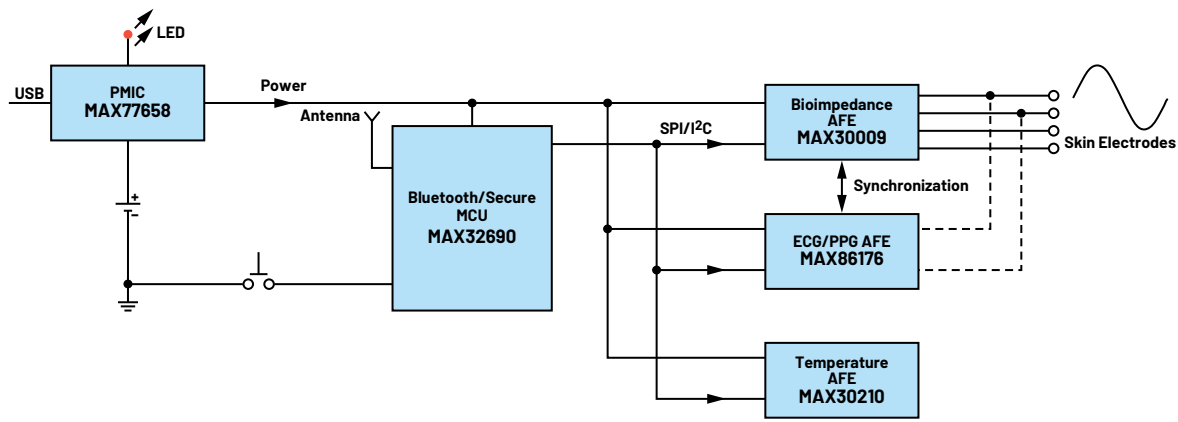 LED
USB
PMIC
MAX77658
Power
Antenna
+
−
Bluetooth/Secure
MCU
MAX32690
SPI/I²C
Bioimpedance
AFE
MAX30009
Skin Electrodes
Synchronization
ECG/PPG AFE
MAX86176
Temperature
AFE
MAX30210